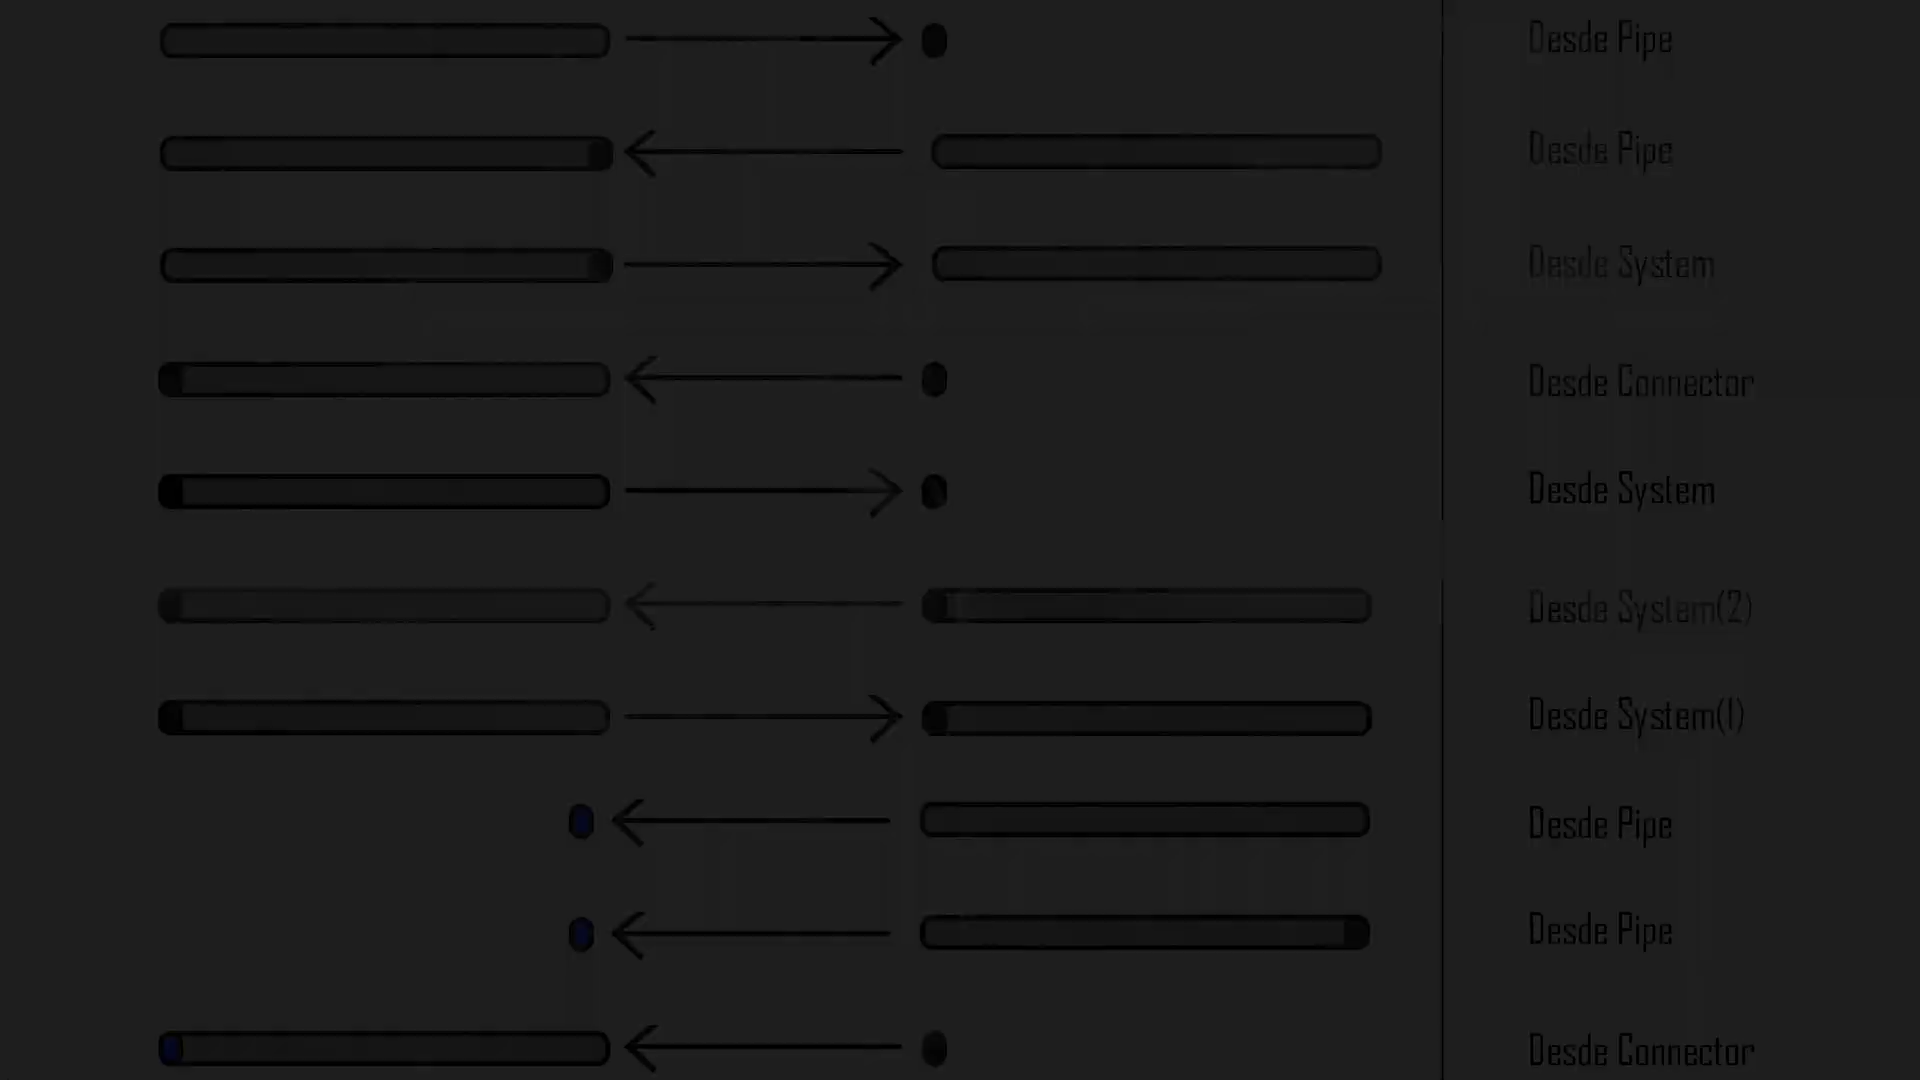 Desde Pipe
Desde Pipe
Desde System
Desde Connector
Desde System
Desde System(2)
Desde System(1)
Desde Pipe
Desde Pipe
Desde Connector